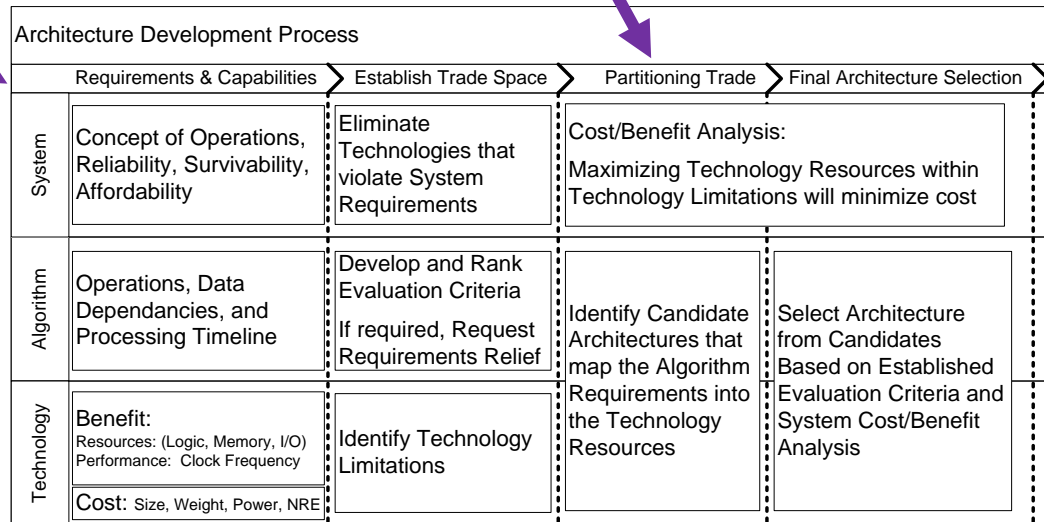 Architecture Development Process
Requirements & Capabilities
Establish Trade Space
Partitioning Trade
Final Architecture Selection
System
Concept of Operations,
Reliability, Survivability,
Affordability
Eliminate
Technologies that
violate System
Requirements
Cost/Benefit Analysis:
Maximizing Technology Resources within
Technology Limitations will minimize cost
Algorithm
Operations, Data
Dependancies, and
Processing Timeline
Develop and Rank
Evaluation Criteria
If required, Request
Requirements Relief
Identify Candidate
Architectures that
map the Algorithm
Requirements into
the Technology
Resources
Select Architecture
from Candidates
Based on Established
Evaluation Criteria and
System Cost/Benefit
Analysis
Technology
Benefit:
Resources: (Logic, Memory, I/O)
Performance: Clock Frequency
Cost: Size, Weight, Power, NRE
Identify Technology
Limitations